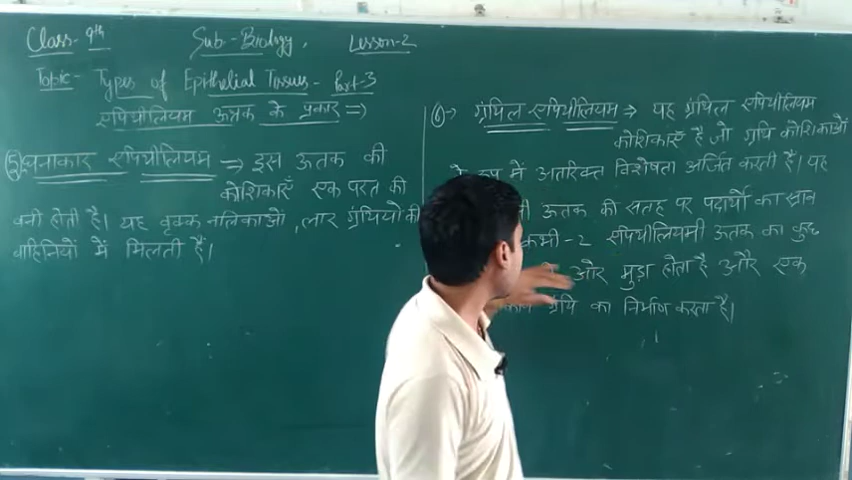 Class- 9th Sub- Biology. Lesson-2
Topic- Types of Epithelial Tissues- Part-3
एपिथीलियम ऊतक के प्रकार ⇒
⑤ घनाकार एपिथीलियम ⇒ इस ऊतक की
कोशिकाएँ एक परत की
बनी होती है। यह वृक्क नलिकाओं, लार ग्रंथियो की
वाहिनियों में मिलती है।
⑥→ ग्रंथिल एपिथीलियम ⇒ यह ग्रंथिल एपिथीलियम
कोशिकाएँ है जो ग्रंथि कोशिकाओं
के रूप में अतिरिक्त विशेषता अर्जित करती है। यह
ऊतक की सतह पर पदार्थो का स्राव
कभी-2 एपिथीलियमी ऊतक का कुछ
और मुड़ा होता है और एक
ग्रंथि का निर्माण करता है।